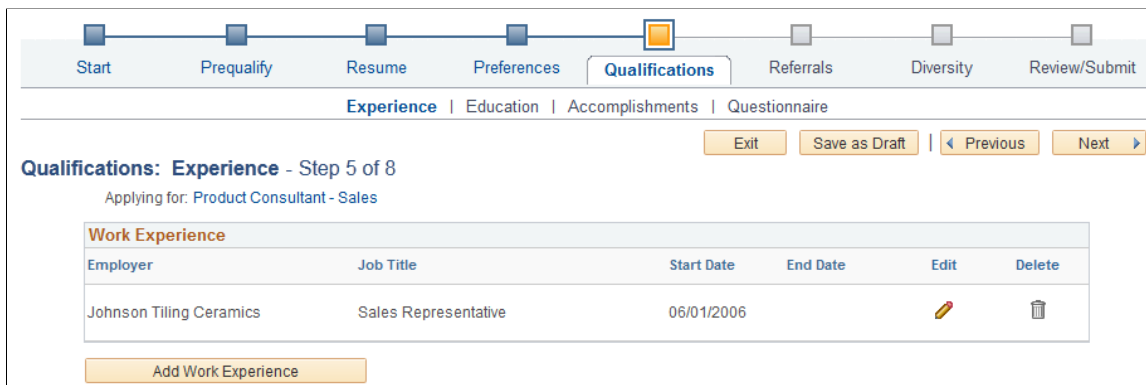 Start Prequalify Resume Preferences Qualifications Referrals Diversity Review/Submit
Experience | Education | Accomplishments | Questionnaire
Exit Save as Draft | Previous Next
Qualifications: Experience - Step 5 of 8
Applying for: Product Consultant - Sales
Work Experience
Employer Job Title Start Date End Date Edit Delete
Johnson Tiling Ceramics Sales Representative 06/01/2006
Add Work Experience